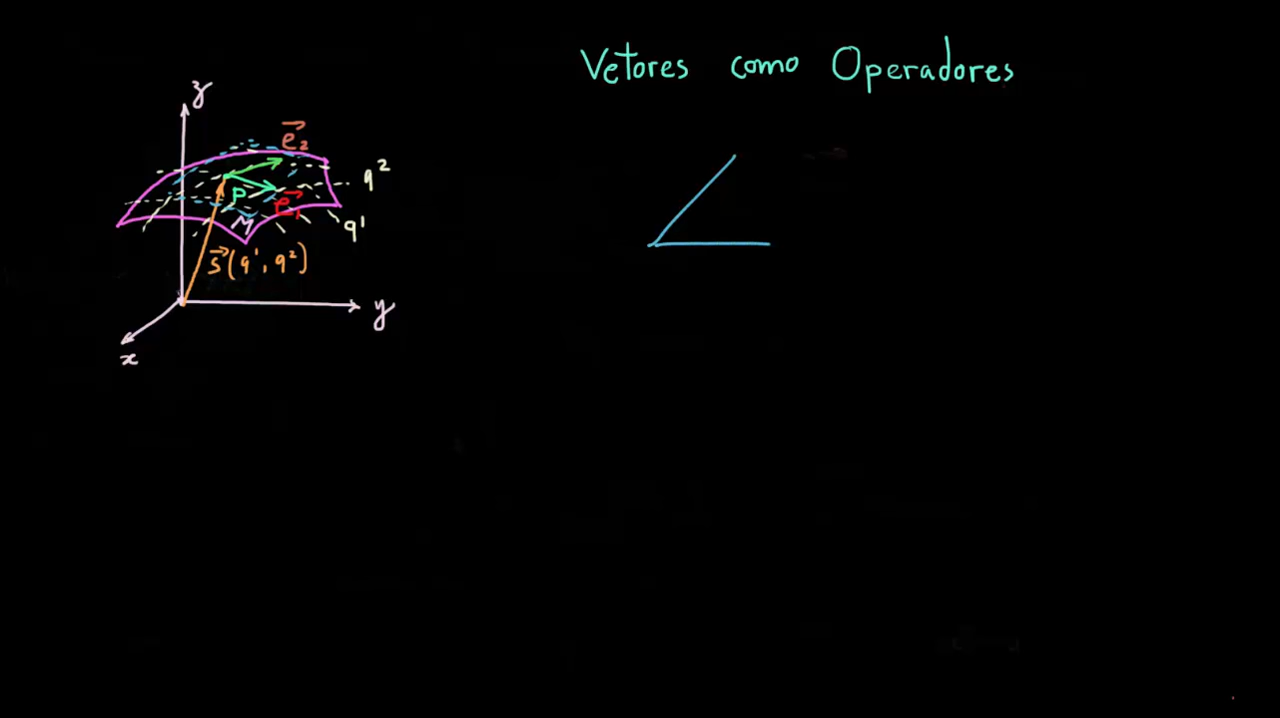 Vetores como Operadores
z
e₂
q²
P
e₁
M
q¹
s(q¹, q²)
y
x